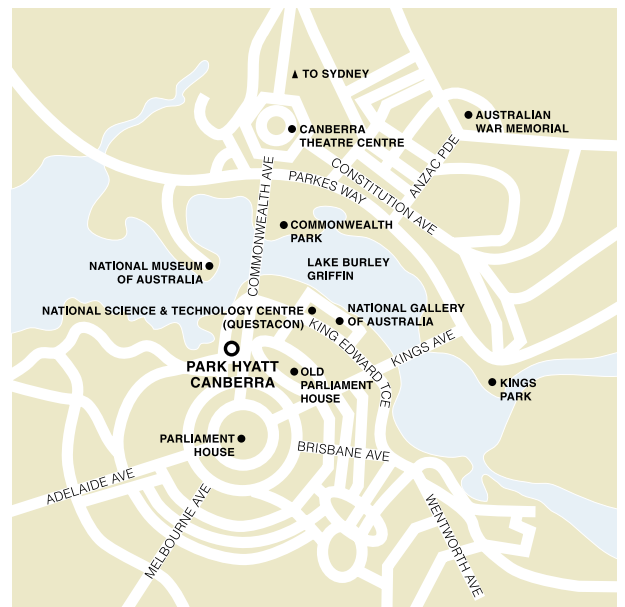 ▲ TO SYDNEY
AUSTRALIAN
WAR MEMORIAL
CANBERRA
THEATRE CENTRE
ANZAC PDE
CONSTITUTION AVE
PARKES WAY
COMMONWEALTH AVE
COMMONWEALTH
PARK
NATIONAL MUSEUM
OF AUSTRALIA
LAKE BURLEY
GRIFFIN
NATIONAL SCIENCE & TECHNOLOGY CENTRE
(QUESTACON)
NATIONAL GALLERY
OF AUSTRALIA
KING EDWARD TCE
KINGS AVE
PARK HYATT
CANBERRA
OLD
PARLIAMENT
HOUSE
KINGS
PARK
PARLIAMENT
HOUSE
BRISBANE AVE
ADELAIDE AVE
MELBOURNE AVE
WENTWORTH AVE